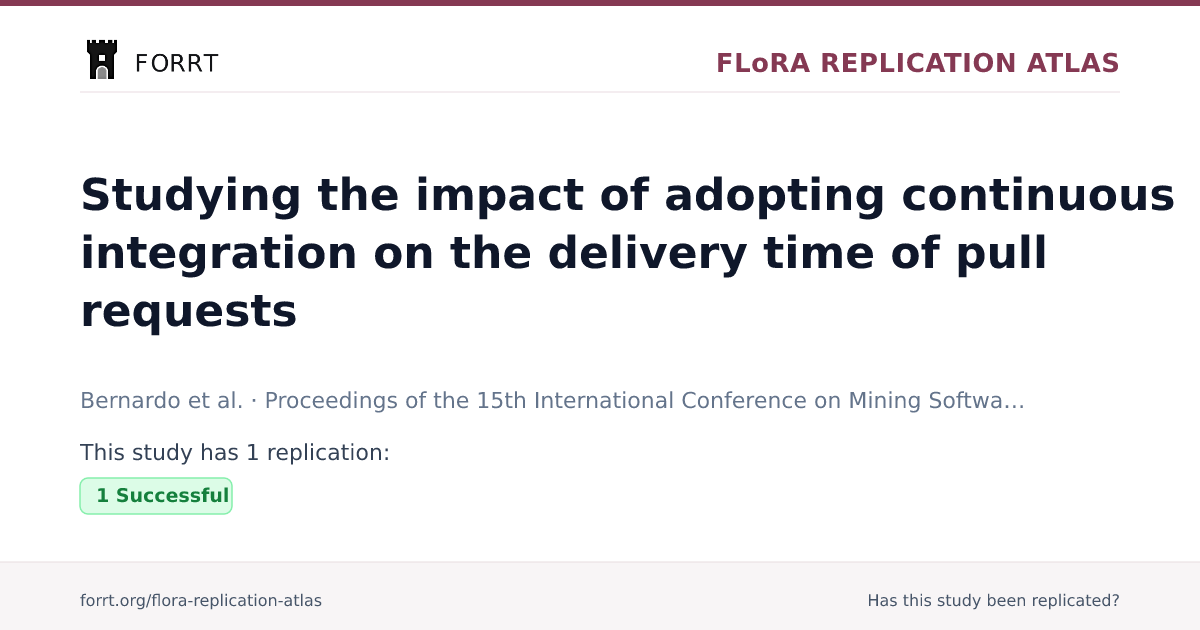 FORRT
FLoRA REPLICATION ATLAS
Studying the impact of adopting continuous
integration on the delivery time of pull
requests
Bernardo et al. · Proceedings of the 15th International Conference on Mining Softwa…
This study has 1 replication:
1 Successful
forrt.org/flora-replication-atlas
Has this study been replicated?